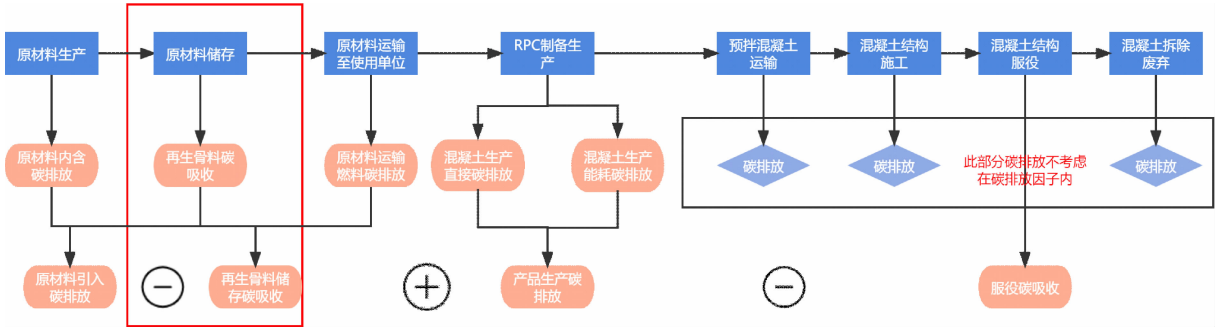 原材料生产
原材料储存
原材料运输
至使用单位
RPC制备生
产
预拌混凝土
运输
混凝土结构
施工
混凝土结构
服役
混凝土拆除
废弃
原材料内含
碳排放
再生骨料碳
吸收
原材料运输
燃料碳排放
混凝土生产
直接碳排放
混凝土生产
能耗碳排放
碳排放
碳排放
此部分碳排放不考虑
在碳排放因子内
碳排放
原材料引入
碳排放
再生骨料储
存碳吸收
产品生产碳
排放
服役碳吸收